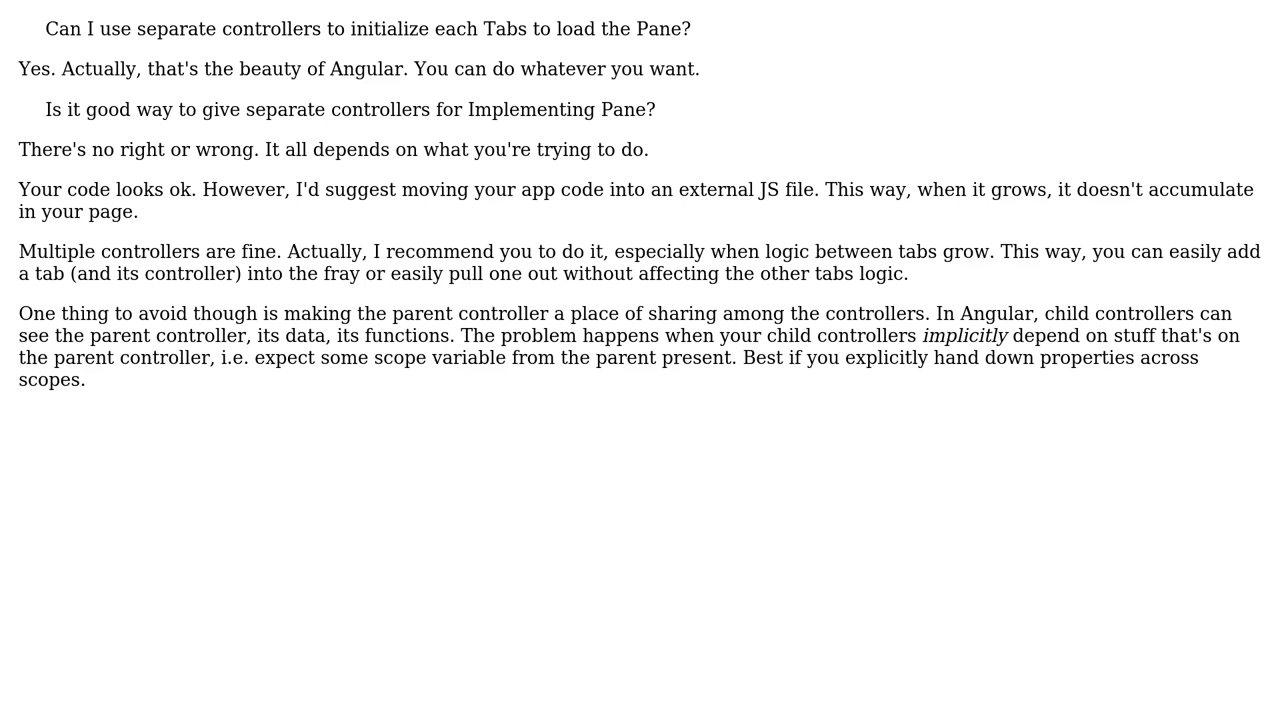 Can I use separate controllers to initialize each Tabs to load the Pane?
Yes. Actually, that's the beauty of Angular. You can do whatever you want.
Is it good way to give separate controllers for Implementing Pane?
There's no right or wrong. It all depends on what you're trying to do.
Your code looks ok. However, I'd suggest moving your app code into an external JS file. This way, when it grows, it doesn't accumulate
in your page.
Multiple controllers are fine. Actually, I recommend you to do it, especially when logic between tabs grow. This way, you can easily add
a tab (and its controller) into the fray or easily pull one out without affecting the other tabs logic.
One thing to avoid though is making the parent controller a place of sharing among the controllers. In Angular, child controllers can
see the parent controller, its data, its functions. The problem happens when your child controllers implicitly depend on stuff that's on
the parent controller, i.e. expect some scope variable from the parent present. Best if you explicitly hand down properties across
scopes.